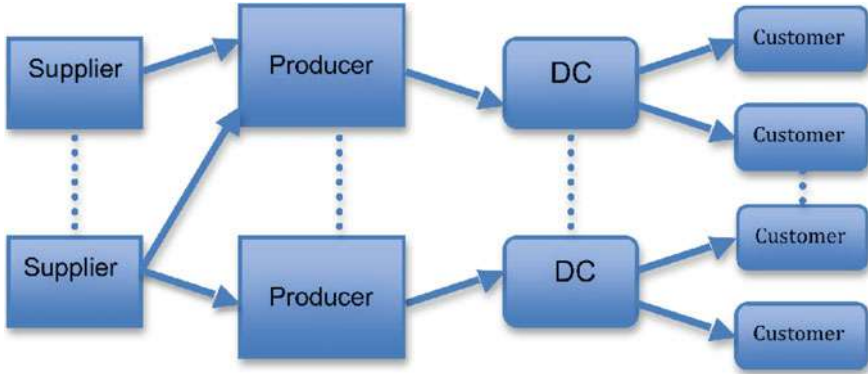 Supplier
Producer
DC
Customer
Customer
Supplier
Producer
DC
Customer
Customer